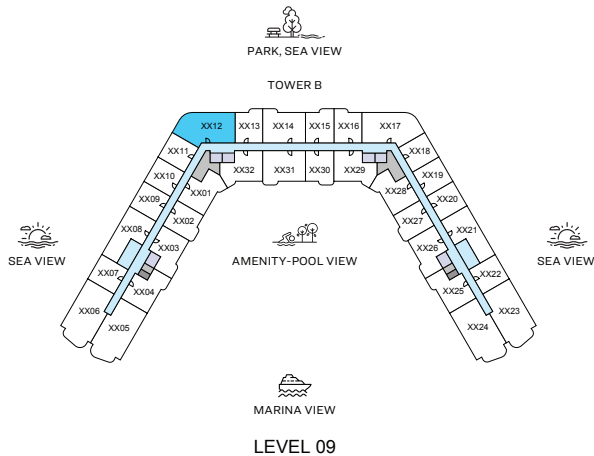 PARK, SEA VIEW
TOWER B
XX12
XX13
XX14
XX15
XX16
XX17
XX11
XX18
XX10
XX01
XX32
XX31
XX30
XX29
XX28
XX19
XX09
XX20
XX02
XX27
XX08
XX21
XX03
XX26
SEA VIEW
AMENITY-POOL VIEW
SEA VIEW
XX07
XX22
XX04
XX25
XX06
XX23
XX05
XX24
MARINA VIEW
LEVEL 09